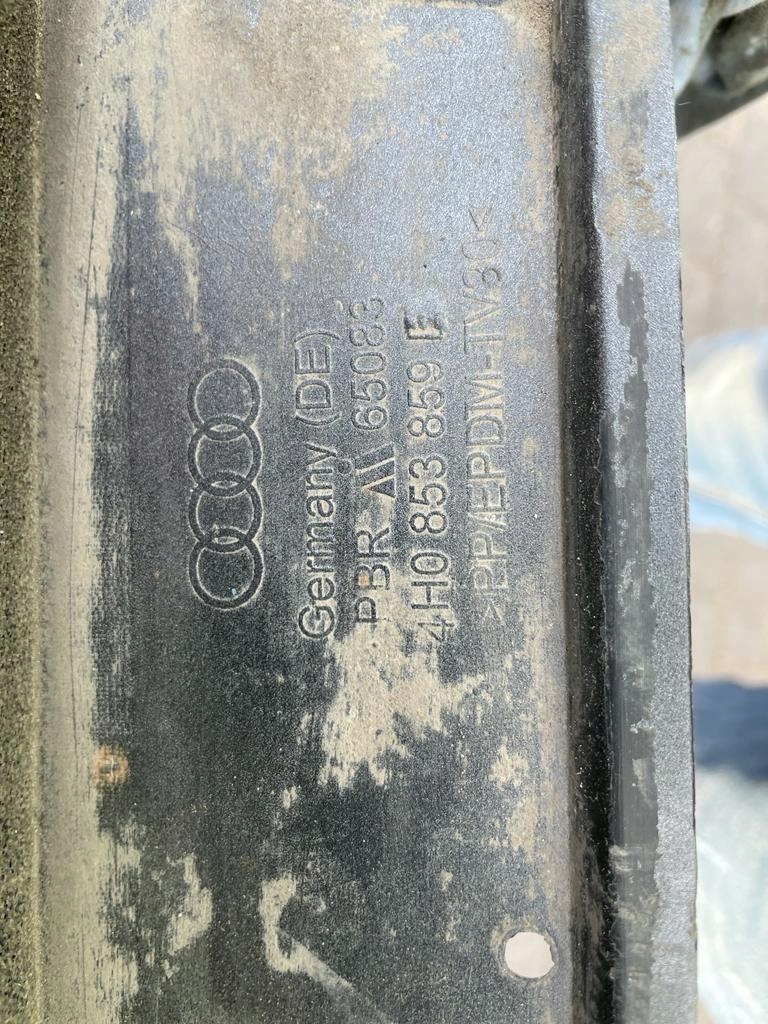 Germany (DE)
PBR 65083
4H0 853 859 E
>PP/EPDM-TV30<